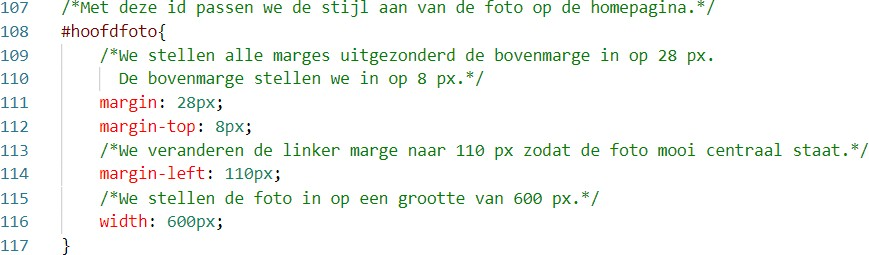 107 /*Met deze id passen we de stijl aan van de foto op de homepagina.*/
108 #hoofdfoto{
109 /*We stellen alle marges uitgezonderd de bovenmarge in op 28 px.
110 De bovenmarge stellen we in op 8 px.*/
111 margin: 28px;
112 margin-top: 8px;
113 /*We veranderen de linker marge naar 110 px zodat de foto mooi centraal staat.*/
114 margin-left: 110px;
115 /*We stellen de foto in op een grootte van 600 px.*/
116 width: 600px;
117 }